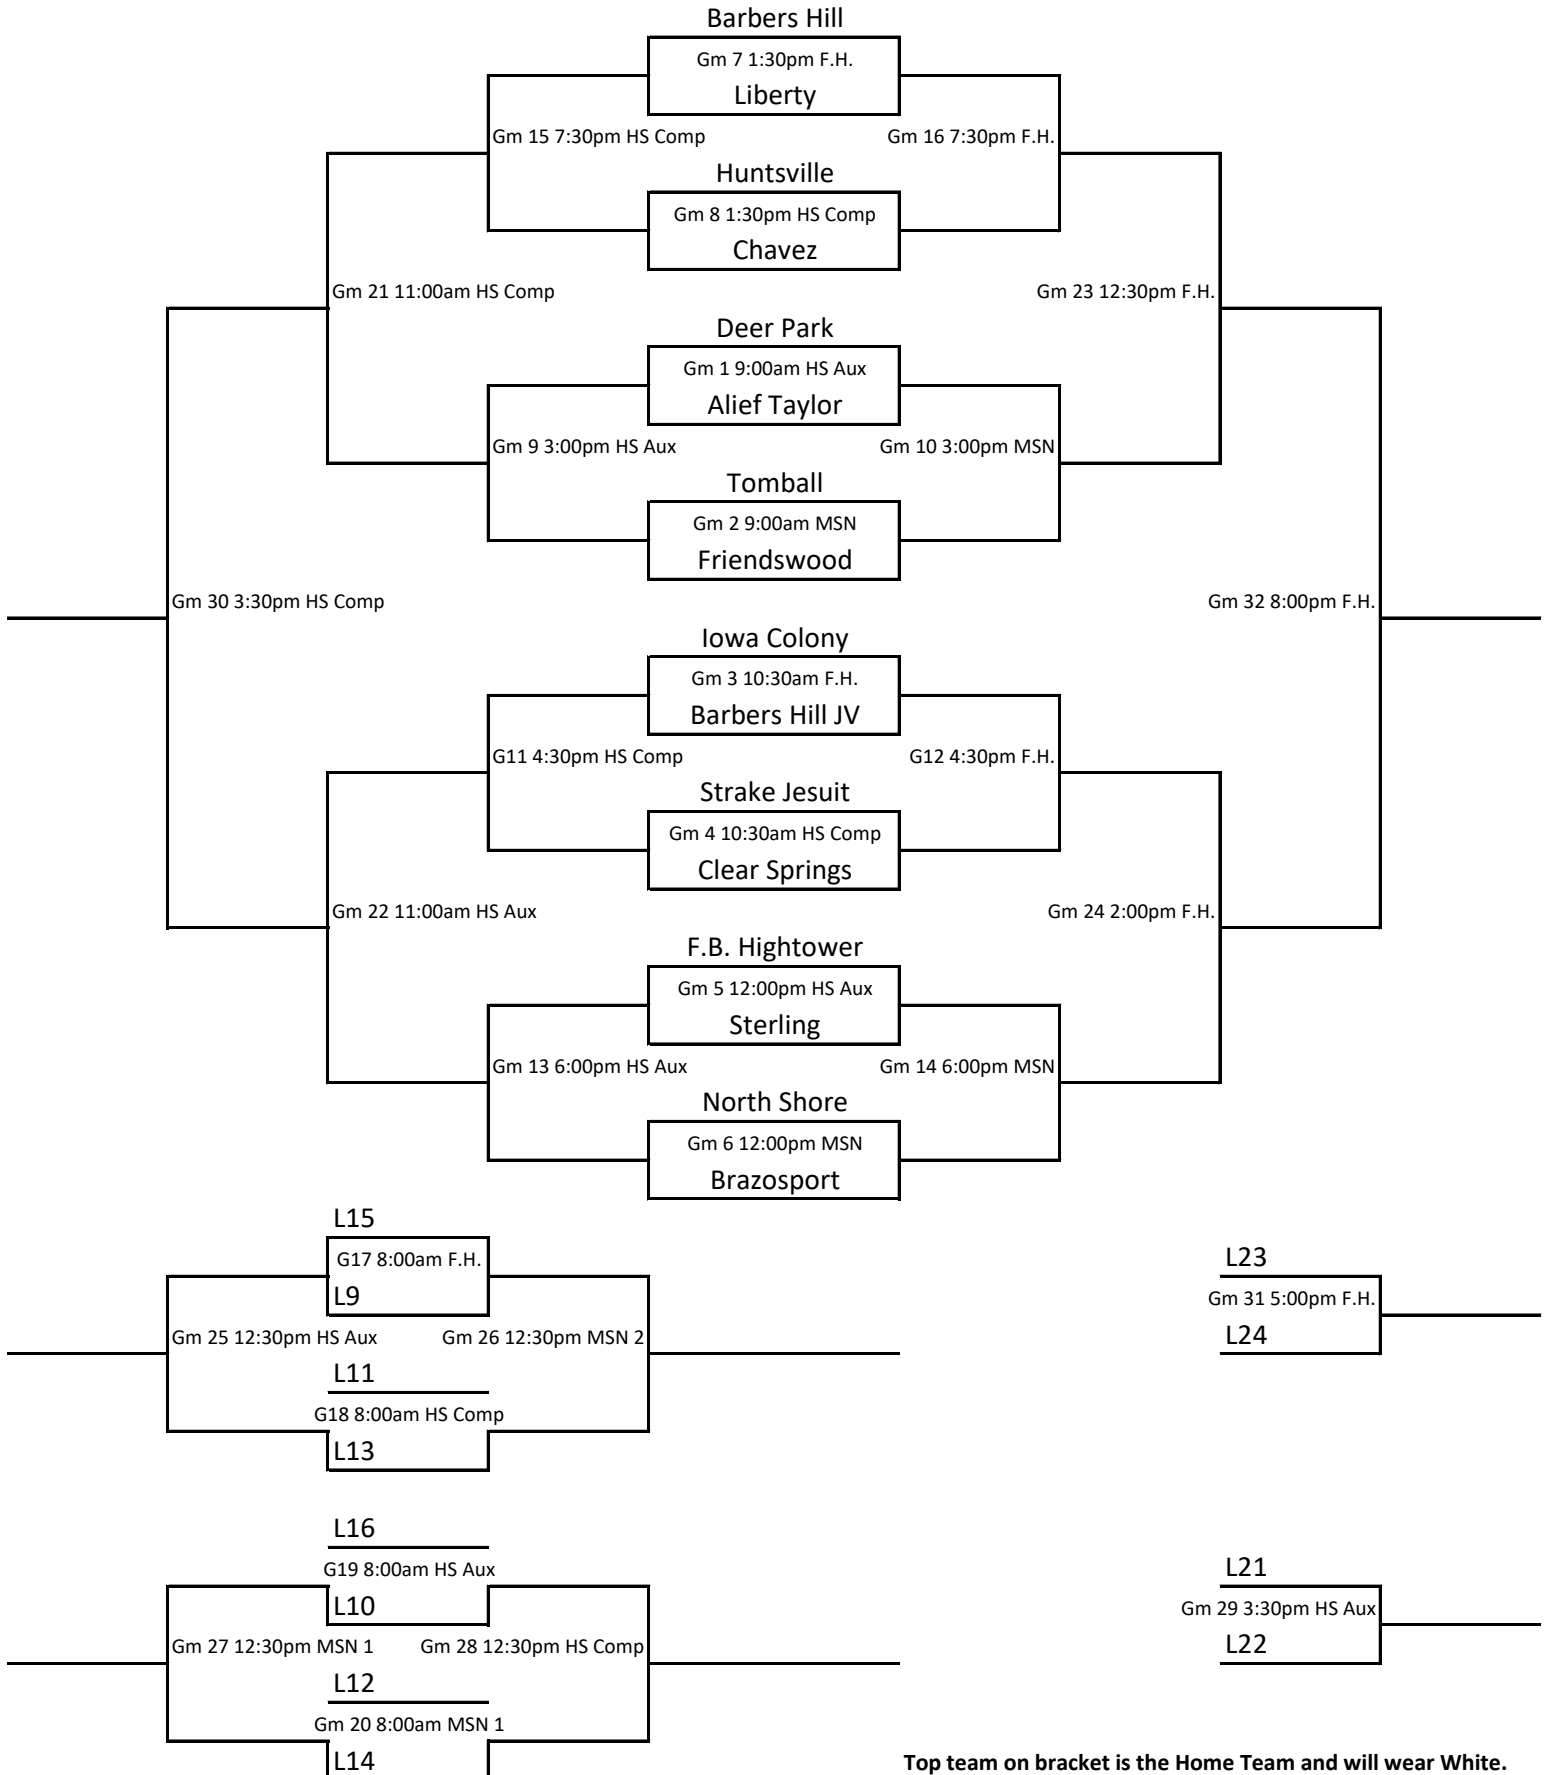 Barbers Hill
Gm 7 1:30pm F.H.
Liberty
Gm 15 7:30pm HS Comp
Gm 16 7:30pm F.H.
Huntsville
Gm 8 1:30pm HS Comp
Chavez
Gm 21 11:00am HS Comp
Gm 23 12:30pm F.H.
Deer Park
Gm 1 9:00am HS Aux
Alief Taylor
Gm 9 3:00pm HS Aux
Gm 10 3:00pm MSN
Tomball
Gm 2 9:00am MSN
Friendswood
Gm 30 3:30pm HS Comp
Gm 32 8:00pm F.H.
Iowa Colony
Gm 3 10:30am F.H.
Barbers Hill JV
G11 4:30pm HS Comp
G12 4:30pm F.H.
Strake Jesuit
Gm 4 10:30am HS Comp
Clear Springs
Gm 22 11:00am HS Aux
Gm 24 2:00pm F.H.
F.B. Hightower
Gm 5 12:00pm HS Aux
Sterling
Gm 13 6:00pm HS Aux
Gm 14 6:00pm MSN
North Shore
Gm 6 12:00pm MSN
Brazosport
L15
G17 8:00am F.H.
L9
L23
Gm 31 5:00pm F.H.
L24
Gm 25 12:30pm HS Aux
Gm 26 12:30pm MSN 2
L11
G18 8:00am HS Comp
L13
L16
G19 8:00am HS Aux
L10
L21
Gm 29 3:30pm HS Aux
L22
Gm 27 12:30pm MSN 1
Gm 28 12:30pm HS Comp
L12
Gm 20 8:00am MSN 1
L14
Top team on bracket is the Home Team and will wear White.